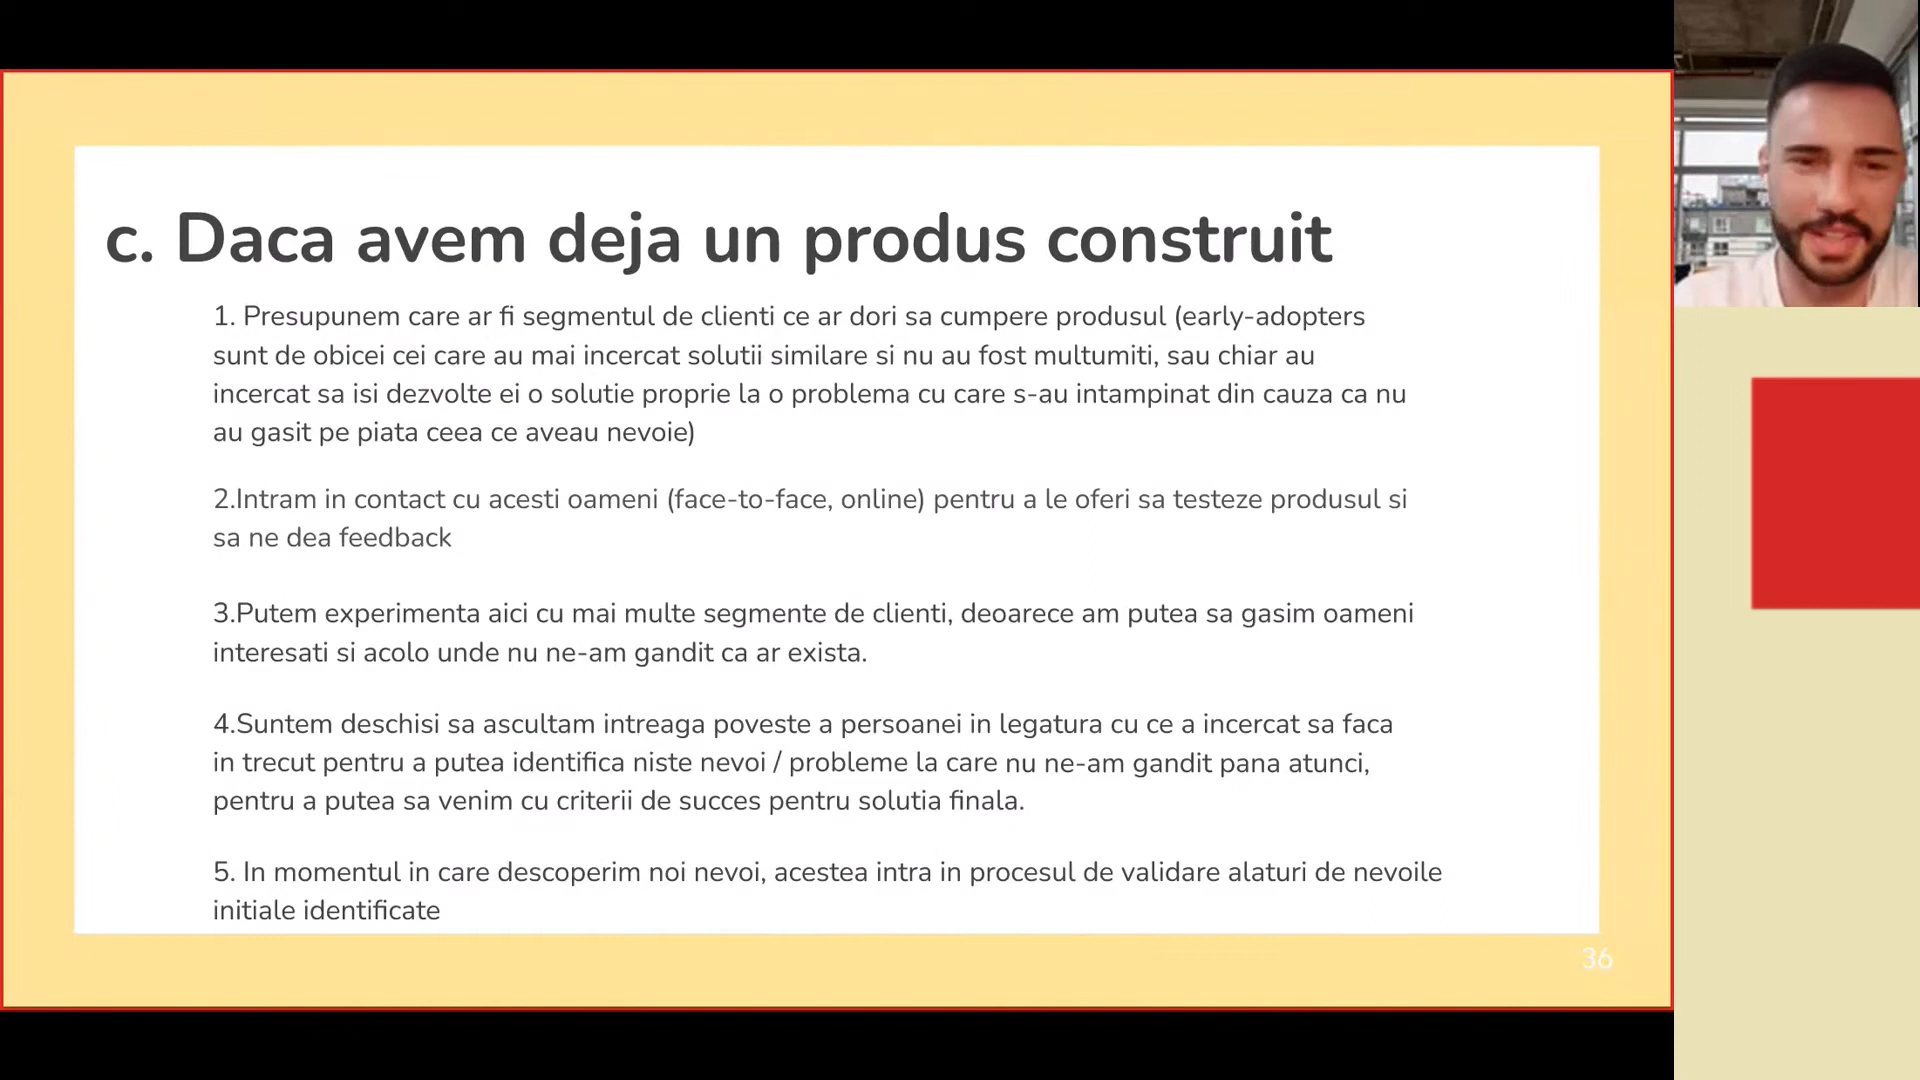 c. Daca avem deja un produs construit
1. Presupunem care ar fi segmentul de clienti ce ar dori sa cumpere produsul (early-adopters
sunt de obicei cei care au mai incercat solutii similare si nu au fost multumiti, sau chiar au
incercat sa isi dezvolte ei o solutie proprie la o problema cu care s-au intampinat din cauza ca nu
au gasit pe piata ceea ce aveau nevoie)
2.Intram in contact cu acesti oameni (face-to-face, online) pentru a le oferi sa testeze produsul si
sa ne dea feedback
3.Putem experimenta aici cu mai multe segmente de clienti, deoarece am putea sa gasim oameni
interesati si acolo unde nu ne-am gandit ca ar exista.
4.Suntem deschisi sa ascultam intreaga poveste a persoanei in legatura cu ce a incercat sa faca
in trecut pentru a putea identifica niste nevoi / probleme la care nu ne-am gandit pana atunci,
pentru a putea sa venim cu criterii de succes pentru solutia finala.
5. In momentul in care descoperim noi nevoi, acestea intra in procesul de validare alaturi de nevoile
initiale identificate
36